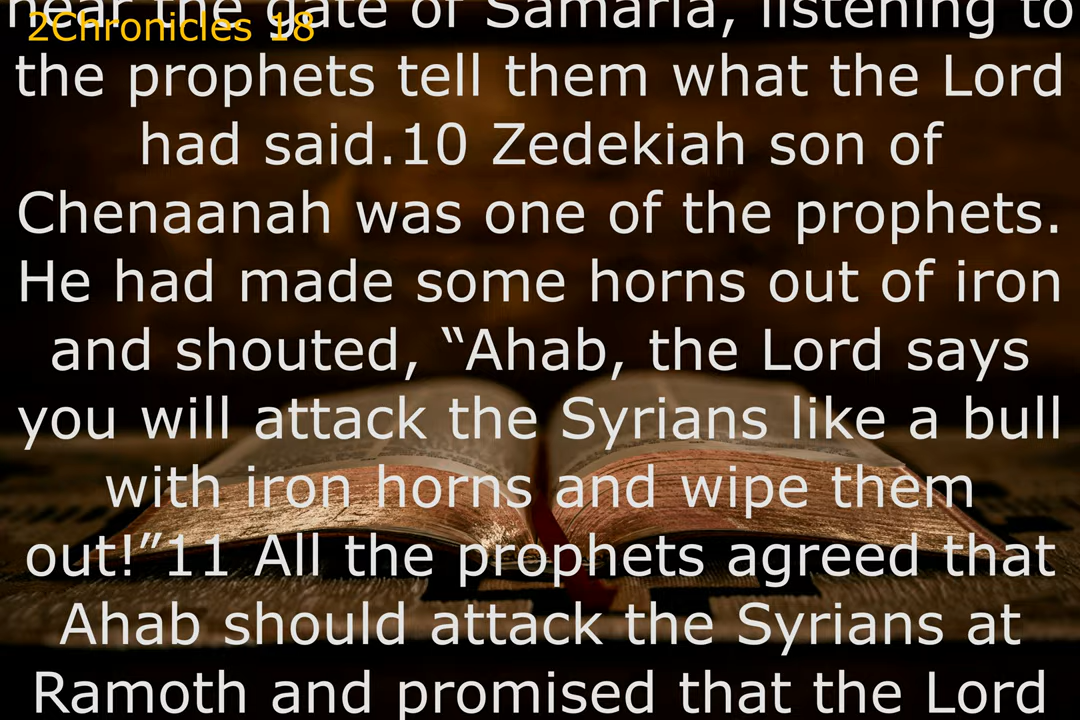 near the gate of Samaria, listening to
2Chronicles 18
the prophets tell them what the Lord
had said.10 Zedekiah son of
Chenaanah was one of the prophets.
He had made some horns out of iron
and shouted, “Ahab, the Lord says
you will attack the Syrians like a bull
with iron horns and wipe them
out!”11 All the prophets agreed that
Ahab should attack the Syrians at
Ramoth and promised that the Lord